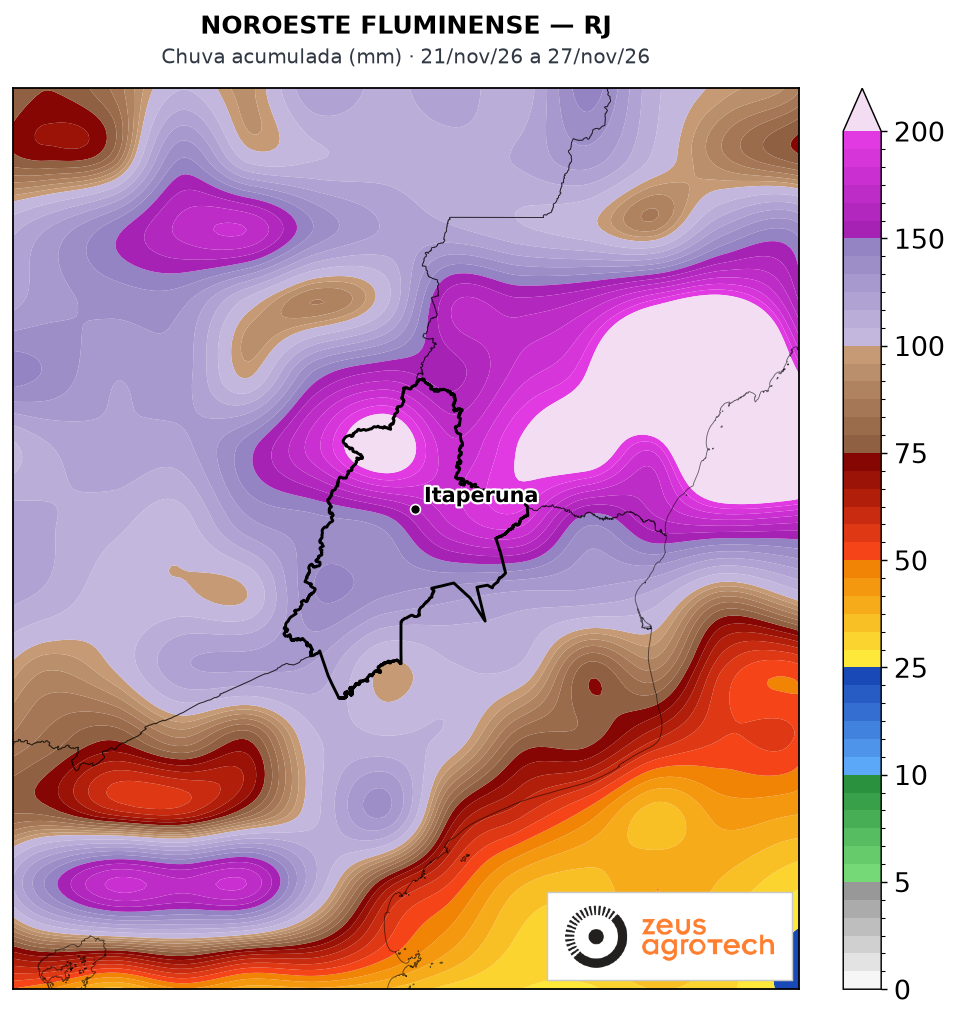 NOROESTE FLUMINENSE — RJ
Chuva acumulada (mm) · 21/nov/26 a 27/nov/26
200
150
100
75
50
25
10
5
0
Itaperuna
zeus
agrotech